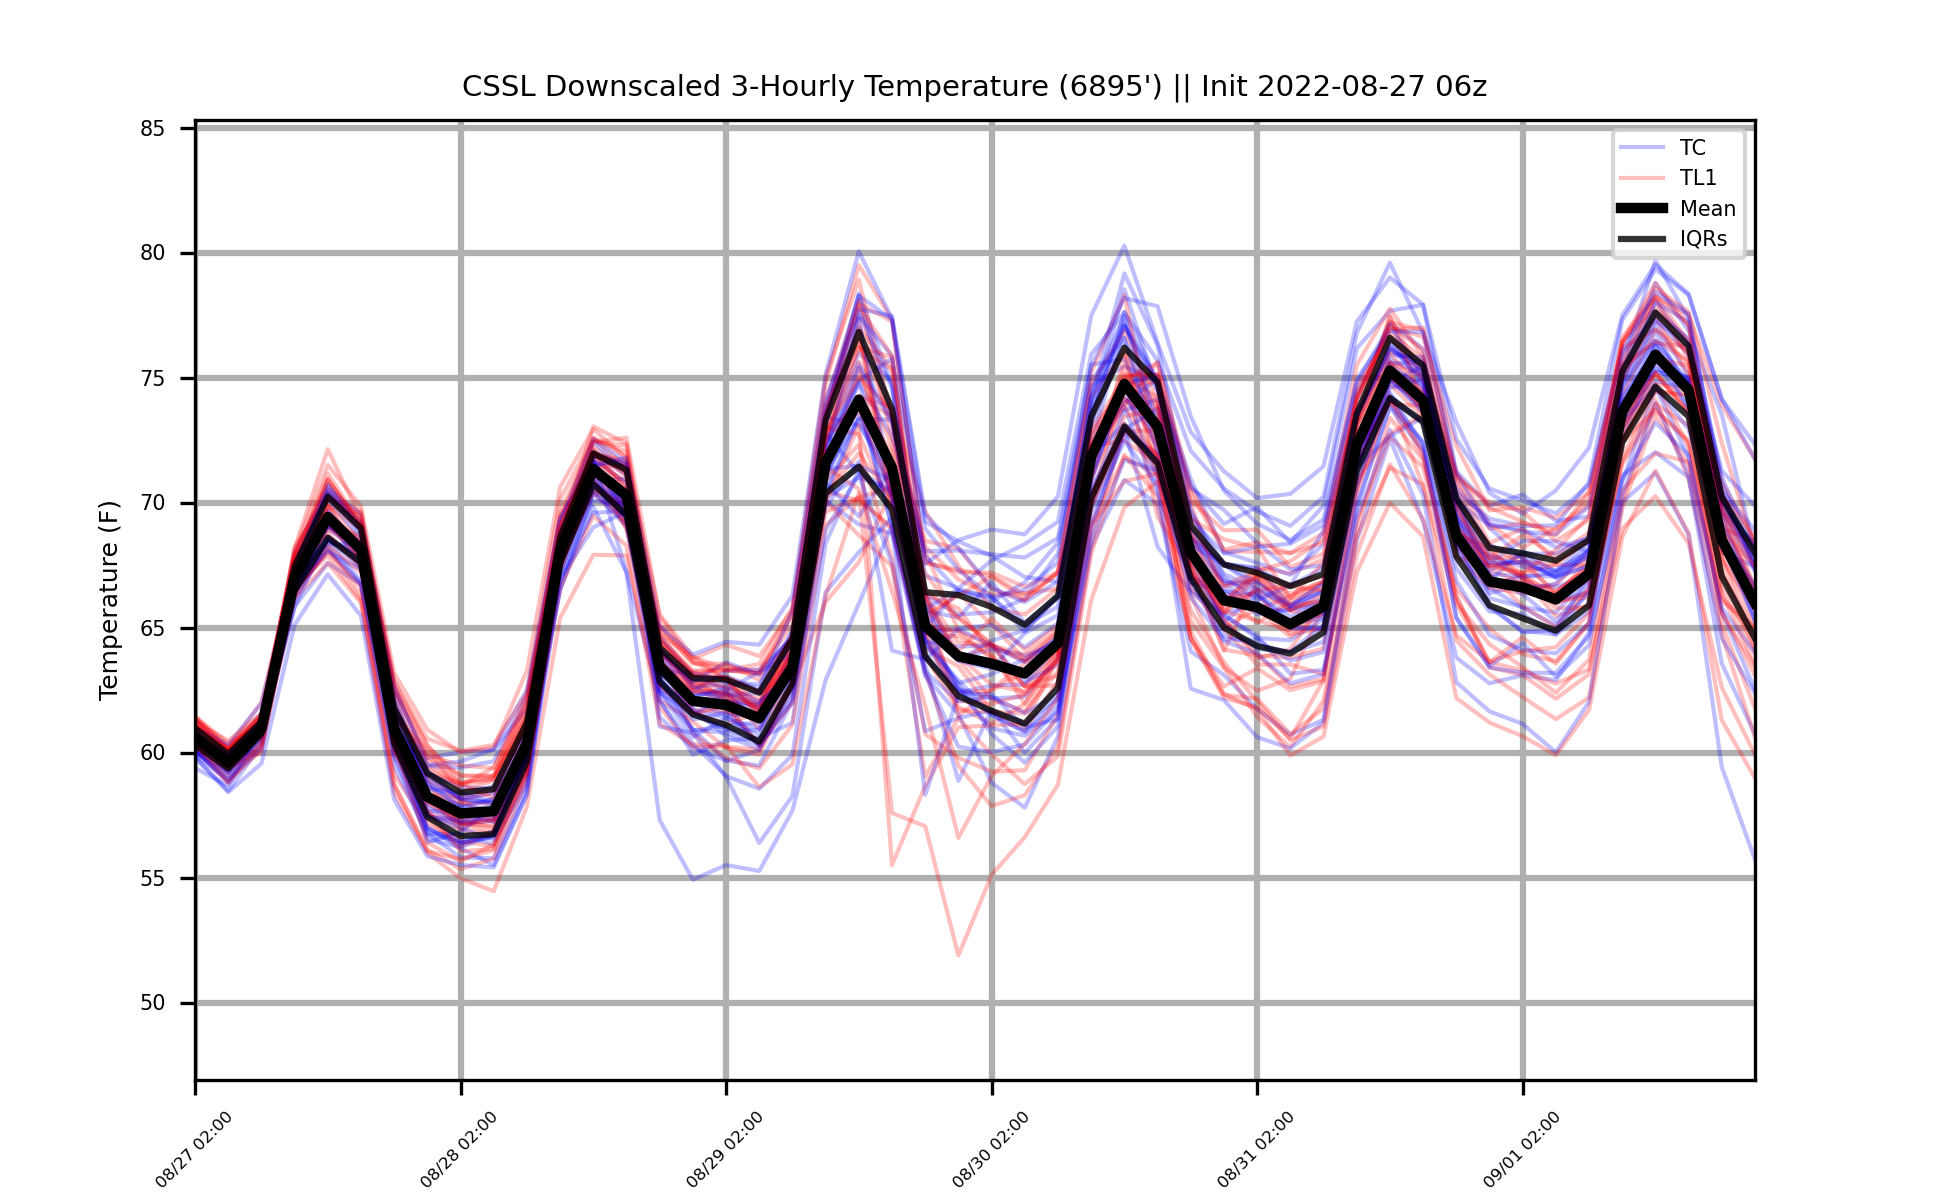 CSSL Downscaled 3-Hourly Temperature (6895') || Init 2022-08-27 06z
Temperature (F)
85
80
75
70
65
60
55
50
TC
TL1
Mean
IQRs
08/27 02:00
08/28 02:00
08/29 02:00
08/30 02:00
08/31 02:00
09/01 02:00